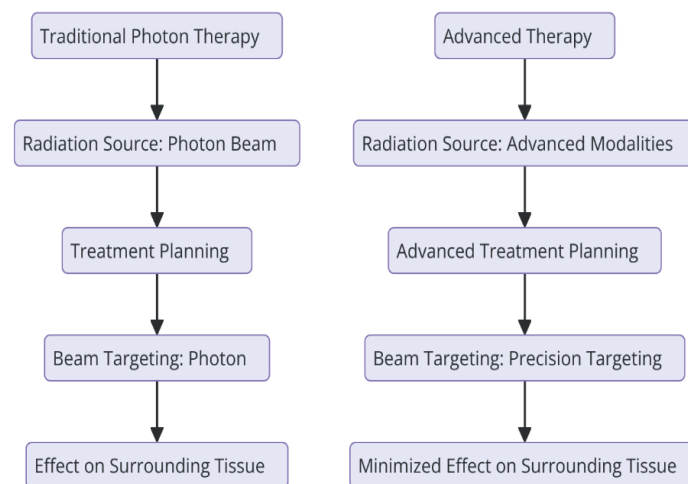 Traditional Photon Therapy
Advanced Therapy
Radiation Source: Photon Beam
Radiation Source: Advanced Modalities
Treatment Planning
Advanced Treatment Planning
Beam Targeting: Photon
Beam Targeting: Precision Targeting
Effect on Surrounding Tissue
Minimized Effect on Surrounding Tissue